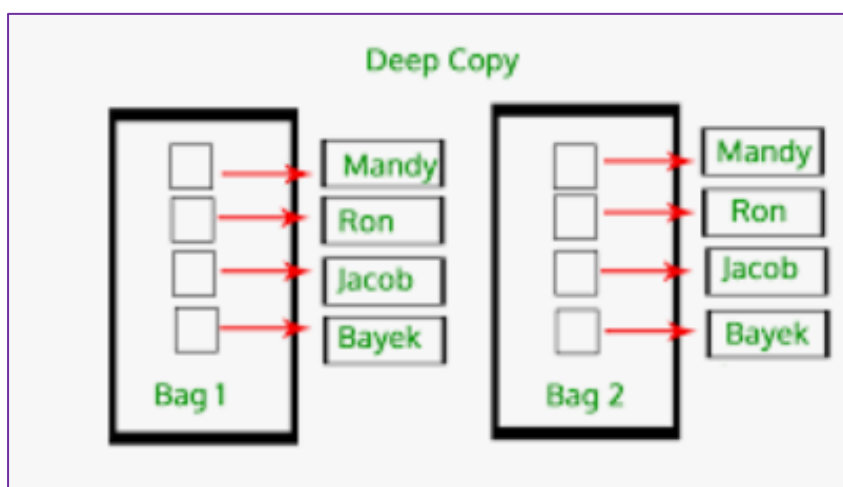 Deep Copy
Mandy
Ron
Jacob
Bayek
Bag 1
Mandy
Ron
Jacob
Bayek
Bag 2